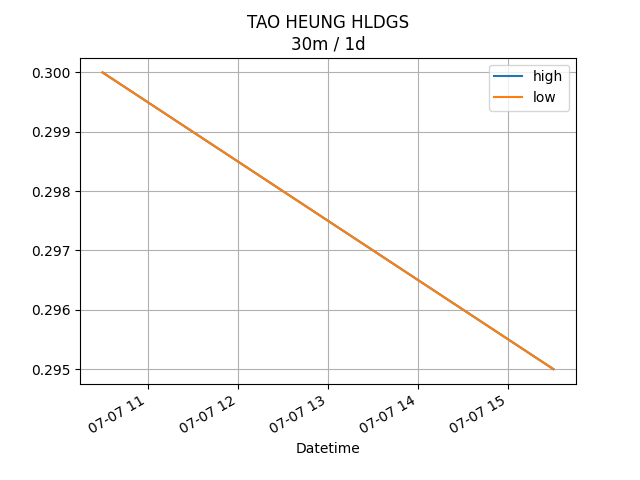 TAO HEUNG HLDGS
30m / 1d
high
low
0.300
0.299
0.298
0.297
0.296
0.295
07-07 11
07-07 12
07-07 13
07-07 14
07-07 15
Datetime